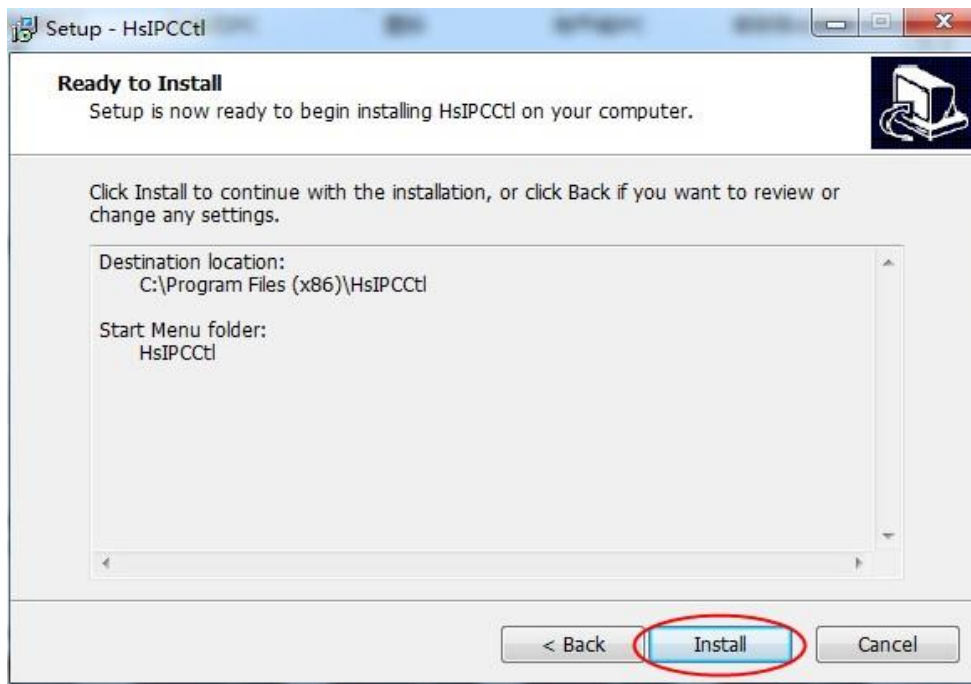 Setup - HsIPCCtl
Ready to Install
Setup is now ready to begin installing HsIPCCtl on your computer.
Click Install to continue with the installation, or click Back if you want to review or
change any settings.
Destination location:
C:\Program Files (x86)\HsIPCCtl
Start Menu folder:
HsIPCCtl
< Back
Install
Cancel